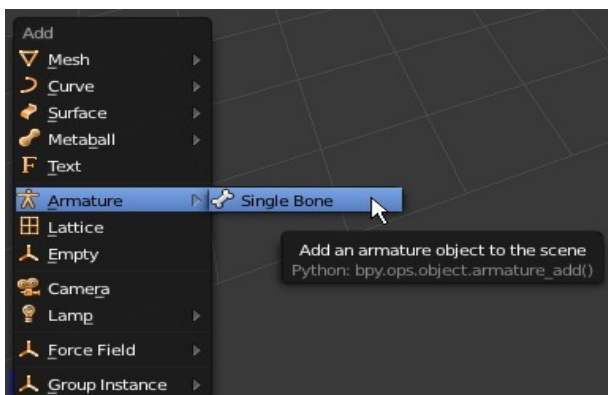 Add
Mesh
Curve
Surface
Metaball
Text
Armature
Single Bone
Lattice
Empty
Add an armature object to the scene
Python: bpy.ops.object.armature_add()
Camera
Lamp
Force Field
Group Instance